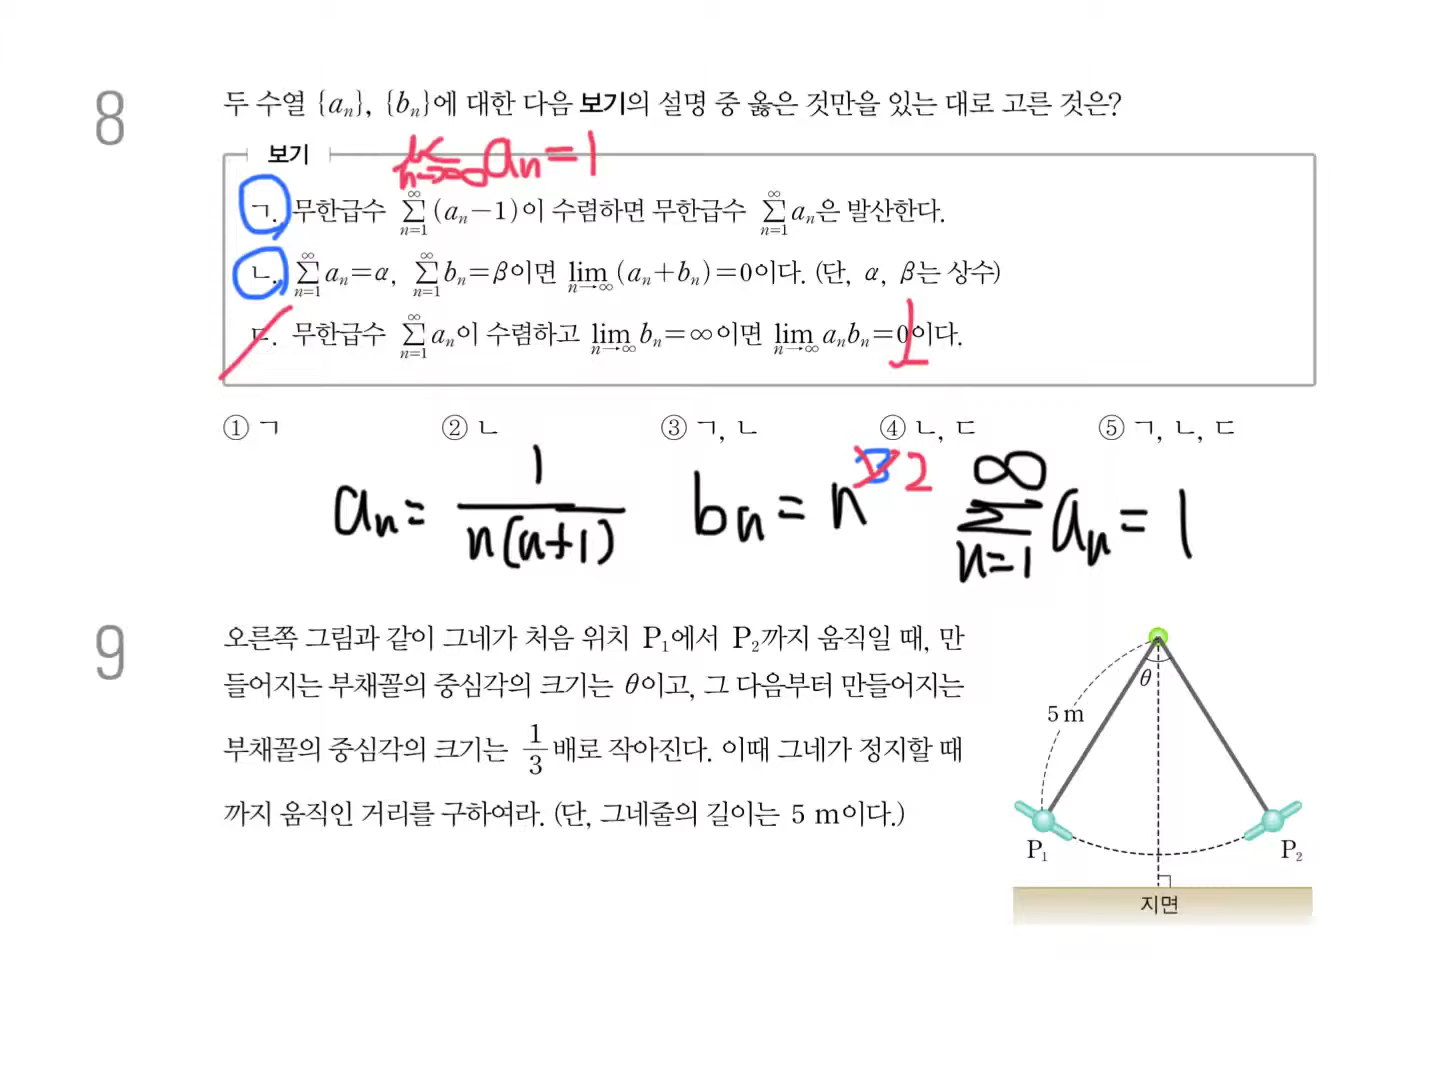 8
두 수열 {aₙ}, {bₙ}에 대한 다음 보기의 설명 중 옳은 것만을 있는 대로 고른 것은?
보기
lim n→∞ aₙ=1
ㄱ. 무한급수 ∞ Σ n=1 (aₙ−1)이 수렴하면 무한급수 ∞ Σ n=1 aₙ은 발산한다.
ㄴ. ∞ Σ n=1 aₙ=α, ∞ Σ n=1 bₙ=β이면 lim n→∞ (aₙ+bₙ)=0이다. (단, α, β는 상수)
ㄷ. 무한급수 ∞ Σ n=1 aₙ이 수렴하고 lim n→∞ bₙ=∞이면 lim n→∞ aₙbₙ=0이다.
1
① ㄱ ② ㄴ ③ ㄱ, ㄴ ④ ㄴ, ㄷ ⑤ ㄱ, ㄴ, ㄷ
aₙ= 1/n(n+1) bₙ= n² ∞ Σ n=1 aₙ = 1
9
오른쪽 그림과 같이 그네가 처음 위치 P₁에서 P₂까지 움직일 때, 만
들어지는 부채꼴의 중심각의 크기는 θ이고, 그 다음부터 만들어지는
부채꼴의 중심각의 크기는 1/3배로 작아진다. 이때 그네가 정지할 때
까지 움직인 거리를 구하여라. (단, 그네줄의 길이는 5 m이다.)
θ
5 m
P₁
P₂
지면